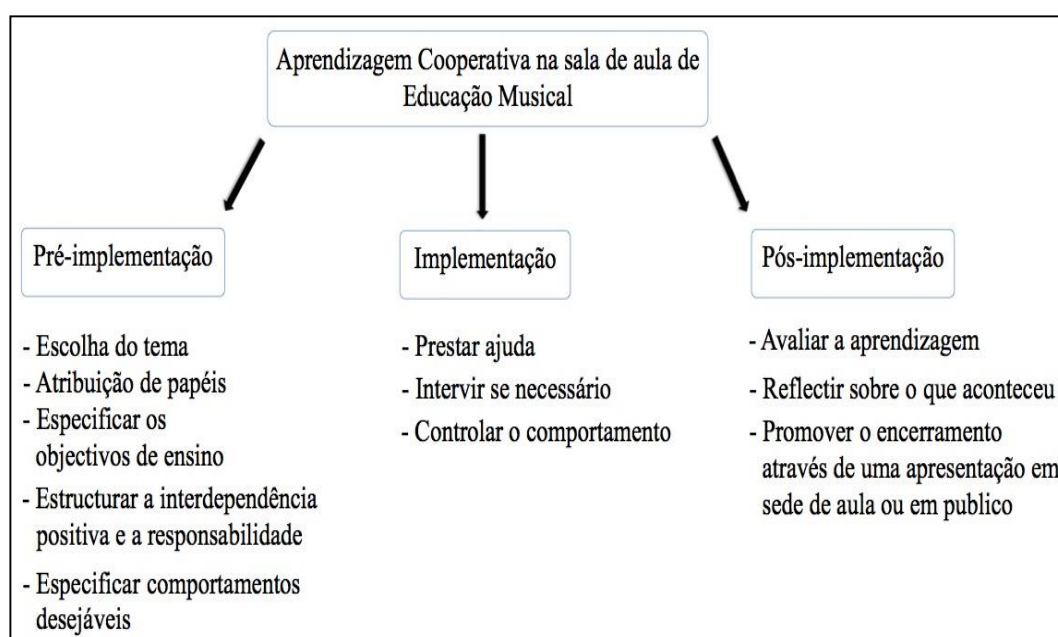 Aprendizagem Cooperativa na sala de aula de
Educação Musical
Pré-implementação
- Escolha do tema
- Atribuição de papéis
- Especificar os
objectivos de ensino
- Estructurar a interdependência
positiva e a responsabilidade
- Especificar comportamentos
desejáveis
Implementação
- Prestar ajuda
- Intervir se necessário
- Controlar o comportamento
Pós-implementação
- Avaliar a aprendizagem
- Reflectir sobre o que aconteceu
- Promover o encerramento
através de uma apresentação em
sede de aula ou em publico